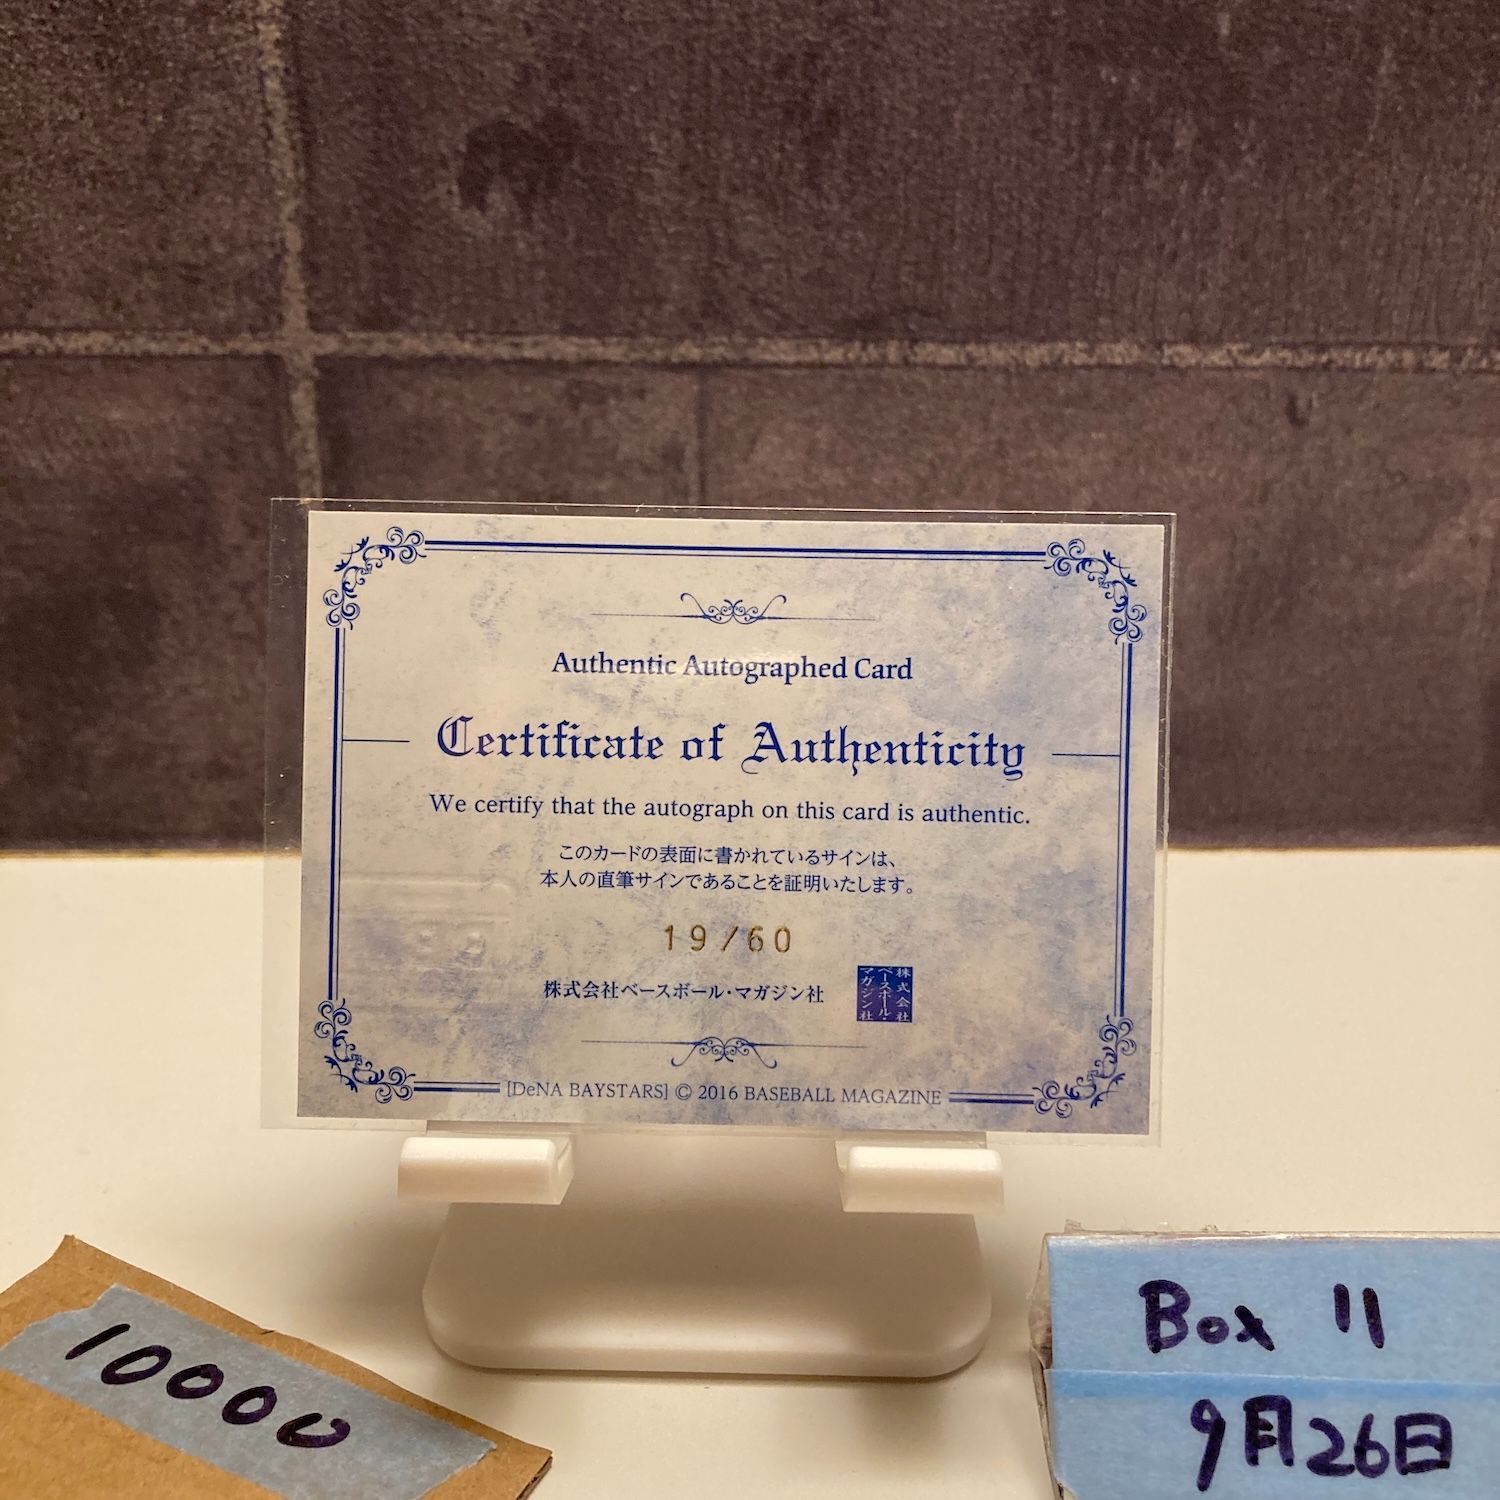 Authentic Autographed Card
Certificate of Authenticity
We certify that the autograph on this card is authentic.
このカードの表面に書かれているサインは、
本人の直筆サインであることを証明いたします。
19/60
株式会社ベースボール・マガジン社
株式会社
ベースボール・
マガジン社
[DeNA BAYSTARS] © 2016 BASEBALL MAGAZINE
10000
Box 11
9月26日